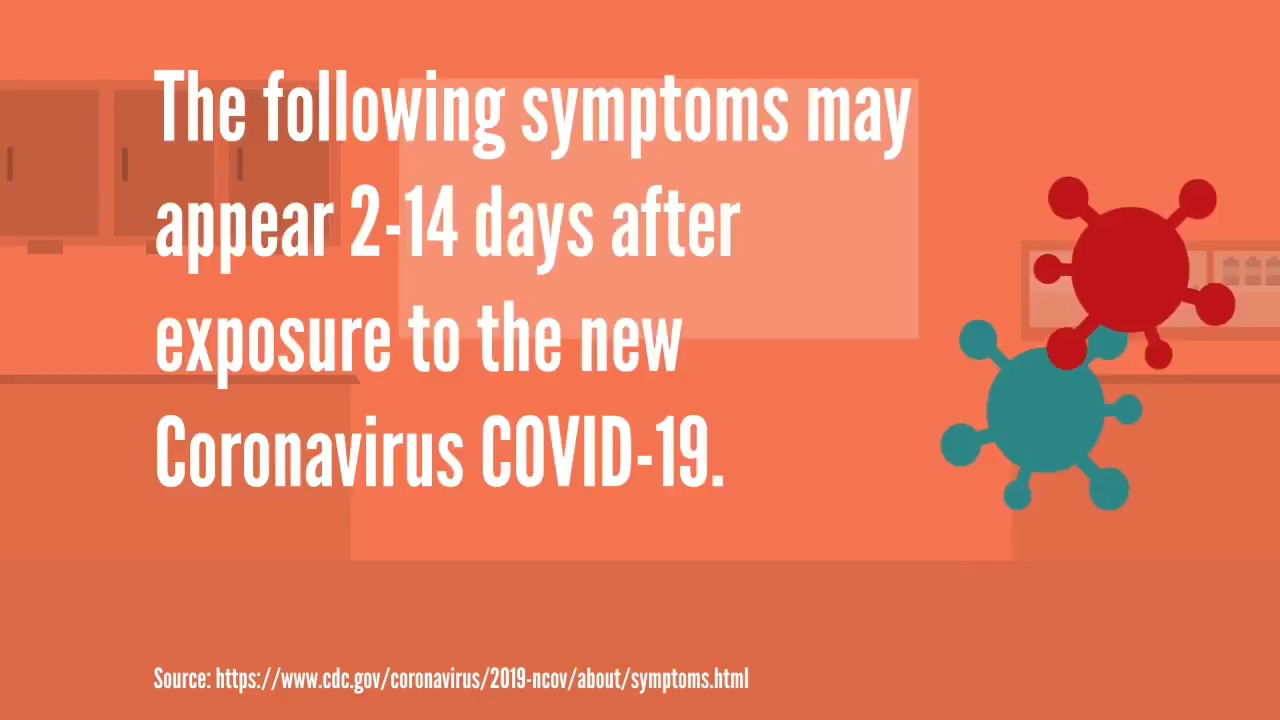 The following symptoms may
appear 2-14 days after
exposure to the new
Coronavirus COVID-19.
Source: https://www.cdc.gov/coronavirus/2019-ncov/about/symptoms.html